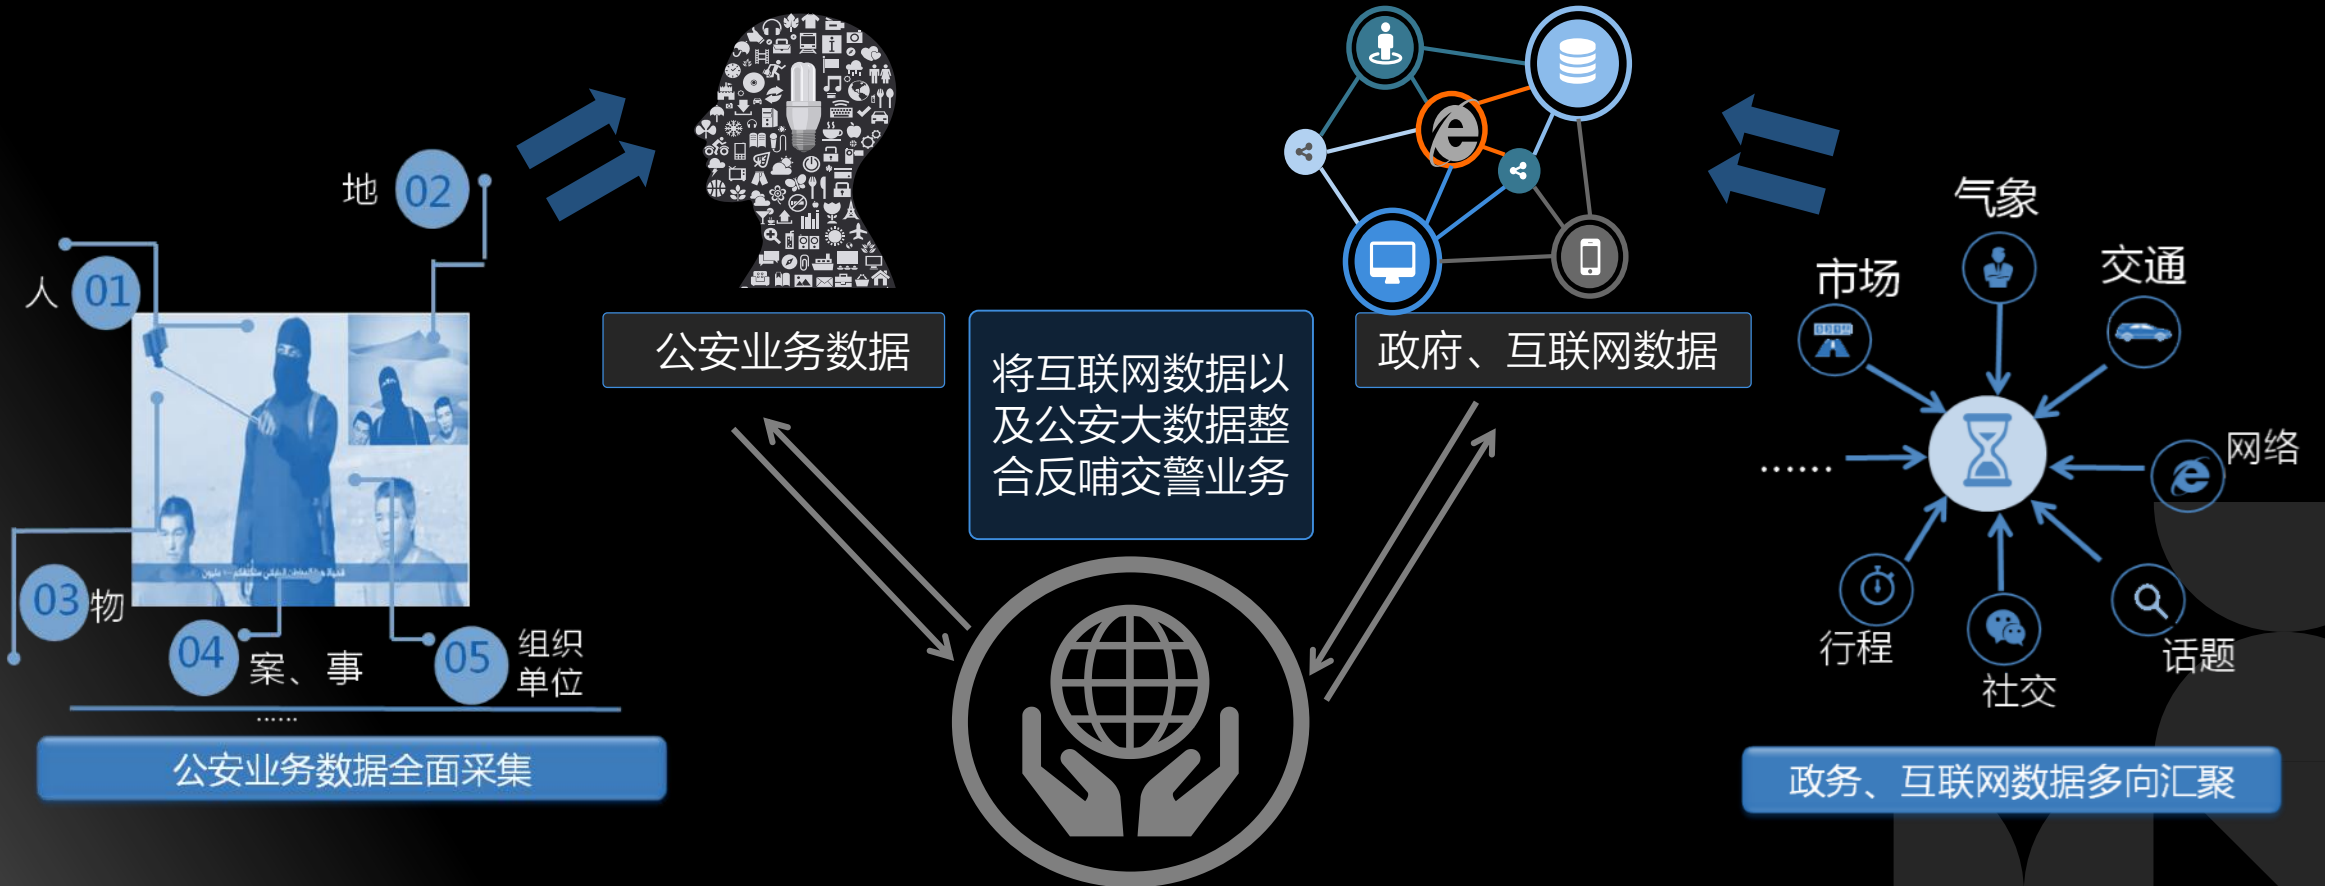 地
02
人
01
03
物
04
案、事
05
组织
单位
……
公安业务数据全面采集
公安业务数据
将互联网数据以
及公安大数据整
合反哺交警业务
政府、互联网数据
气象
市场
交通
网络
……
行程
社交
话题
政务、互联网数据多向汇聚